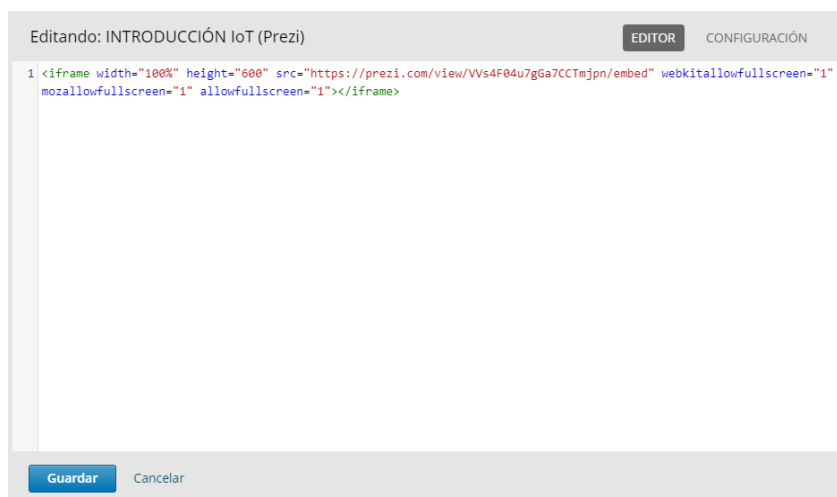 Editando: INTRODUCCIÓN IoT (Prezi)
EDITOR
CONFIGURACIÓN
1 <iframe width="100%" height="600" src="https://prezi.com/view/VVs4F04u7gGa7CCTmjpn/embed" webkitallowfullscreen="1"
mozallowfullscreen="1" allowfullscreen="1"></iframe>
Guardar
Cancelar